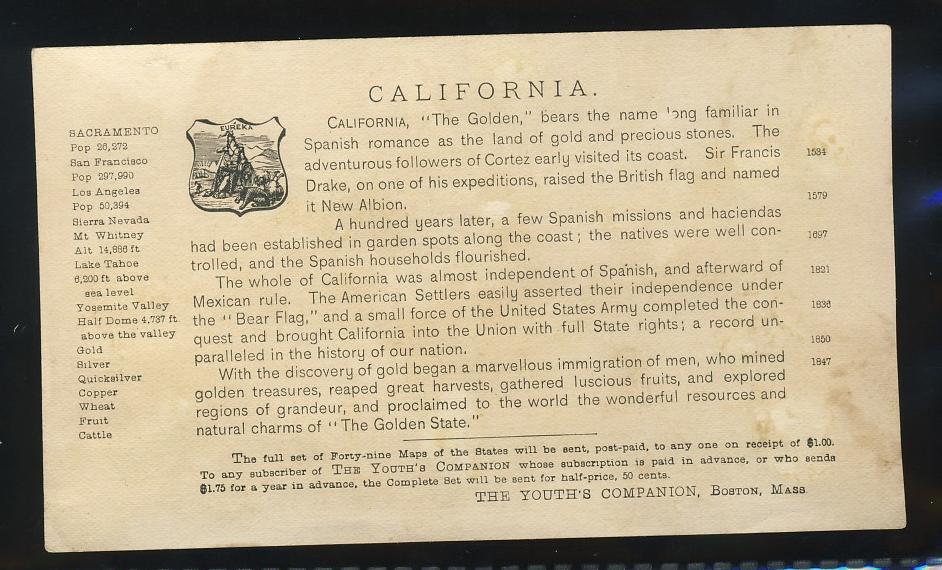 CALIFORNIA.
SACRAMENTO
Pop 26,272
San Francisco
Pop 297,990
Los Angeles
Pop 50,394
Sierra Nevada
Mt Whitney
Alt 14,886 ft
Lake Tahoe
6,200 ft above
sea level
Yosemite Valley
Half Dome 4,737 ft
above the valley
Gold
Silver
Quicksilver
Copper
Wheat
Fruit
Cattle
EUREKA
CALIFORNIA, "The Golden," bears the name long familiar in
Spanish romance as the land of gold and precious stones. The
adventurous followers of Cortez early visited its coast. Sir Francis
Drake, on one of his expeditions, raised the British flag and named
it New Albion.
A hundred years later, a few Spanish missions and haciendas
had been established in garden spots along the coast; the natives were well con-
trolled, and the Spanish households flourished.
The whole of California was almost independent of Spanish, and afterward of
Mexican rule. The American Settlers easily asserted their independence under
the "Bear Flag," and a small force of the United States Army completed the con-
quest and brought California into the Union with full State rights; a record un-
paralleled in the history of our nation.
With the discovery of gold began a marvellous immigration of men, who mined
golden treasures, reaped great harvests, gathered luscious fruits, and explored
regions of grandeur, and proclaimed to the world the wonderful resources and
natural charms of "The Golden State."
1534
1579
1697
1821
1836
1850
1847
The full set of Forty-nine Maps of the States will be sent, post-paid, to any one on receipt of $1.00.
To any subscriber of THE YOUTH'S COMPANION whose subscription is paid in advance, or who sends
$1.75 for a year in advance, the Complete Set will be sent for half-price, 50 cents.
THE YOUTH'S COMPANION, BOSTON, MASS.